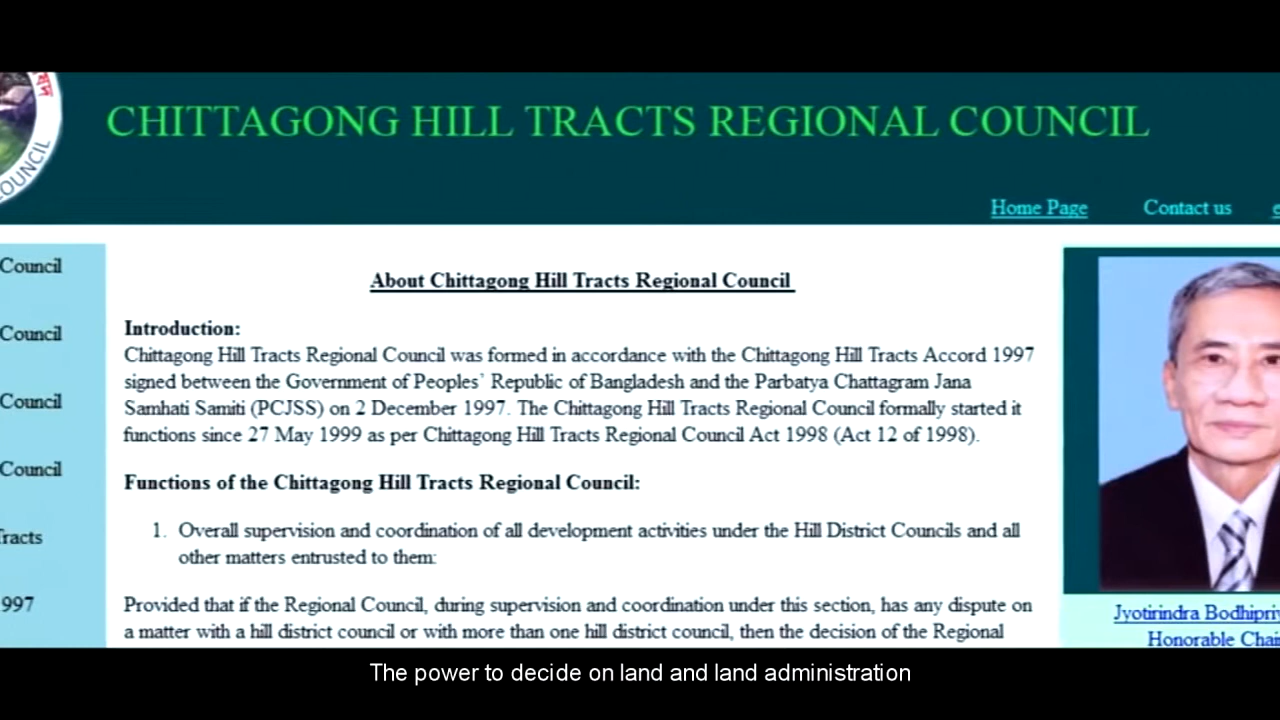 COUNCIL
CHITTAGONG HILL TRACTS REGIONAL COUNCIL
Home Page Contact us
Council
Council
Council
Council
Tracts
1997
About Chittagong Hill Tracts Regional Council
Introduction:
Chittagong Hill Tracts Regional Council was formed in accordance with the Chittagong Hill Tracts Accord 1997
signed between the Government of Peoples' Republic of Bangladesh and the Parbatya Chattagram Jana
Samhati Samiti (PCJSS) on 2 December 1997. The Chittagong Hill Tracts Regional Council formally started it
functions since 27 May 1999 as per Chittagong Hill Tracts Regional Council Act 1998 (Act 12 of 1998).
Functions of the Chittagong Hill Tracts Regional Council:
1. Overall supervision and coordination of all development activities under the Hill District Councils and all
other matters entrusted to them:
Provided that if the Regional Council, during supervision and coordination under this section, has any dispute on
a matter with a hill district council or with more than one hill district council, then the decision of the Regional
Jyotirindra
Honorable
The power to decide on land and land administration